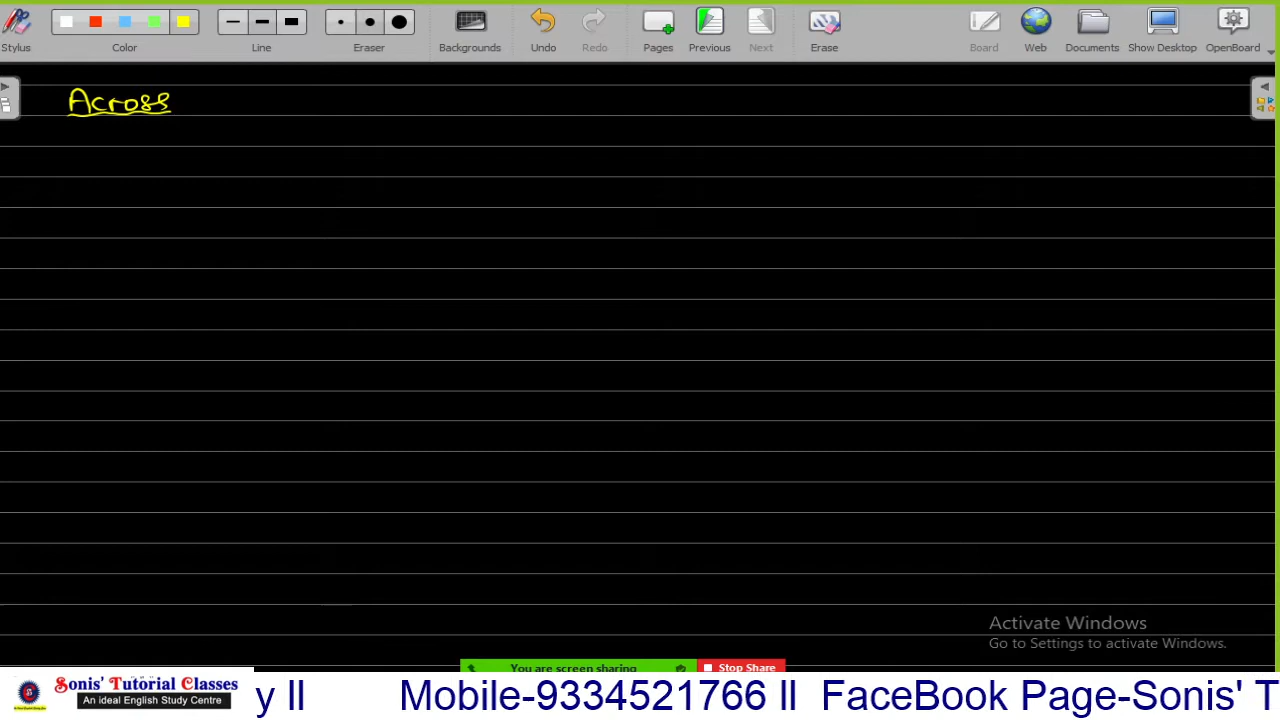 Stylus Color Line Eraser Backgrounds Undo Redo Pages Previous Next Erase Board Web Documents Show Desktop OpenBoard
Across
Activate Windows
Go to Settings to activate Windows.
You are screen sharing Stop Share
Sonis' Tutorial Classes
An ideal English Study Centre
y ll Mobile-9334521766 ll FaceBook Page-Sonis' T